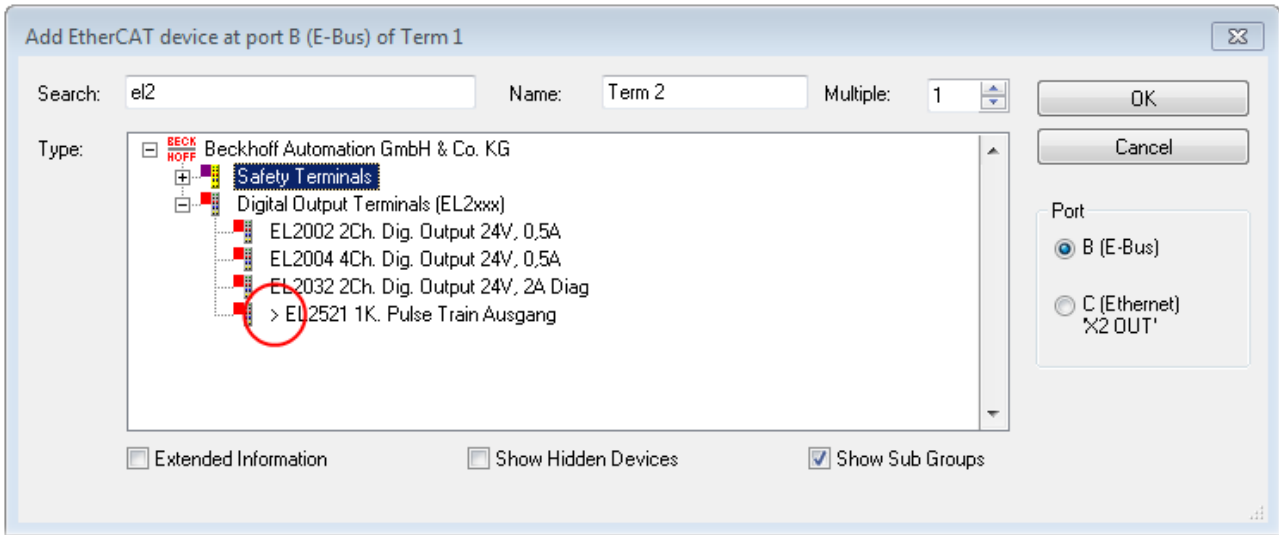 Add EtherCAT device at port B (E-Bus) of Term 1
Search: el2 Name: Term 2 Multiple: 1 OK
Type: BECKHOFF Beckhoff Automation GmbH & Co. KG Cancel
Safety Terminals
Digital Output Terminals (EL2xxx) Port
EL2002 2Ch. Dig. Output 24V, 0,5A B (E-Bus)
EL2004 4Ch. Dig. Output 24V, 0,5A
EL2032 2Ch. Dig. Output 24V, 2A Diag C (Ethernet)
> EL2521 1K. Pulse Train Ausgang 'X2 OUT'
Extended Information Show Hidden Devices Show Sub Groups